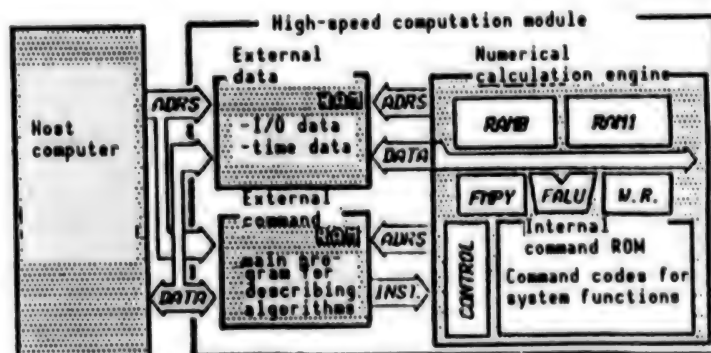 High-speed computation module
External
data
Numerical
calculation engine
Host
computer
ADRS
-I/O data
-time data
ADRS
RAM0
RAM1
DATA
External
command
FMPY
FALU
W.R.
main pro-
gram for
describing
algorithms
ADRS
DATA
INST.
CONTROL
Internal
command ROM
Command codes for
system functions